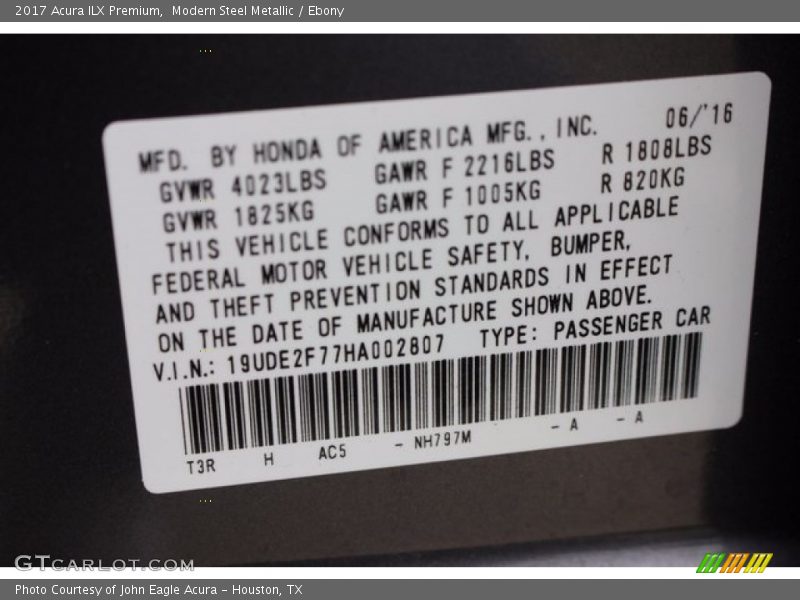 2017 Acura ILX Premium,  Modern Steel Metallic / Ebony
MFD. BY HONDA OF AMERICA MFG., INC. 06/'16
GVWR 4023LBS GAWR F 2216LBS R 1808LBS
GVWR 1825KG GAWR F 1005KG R 820KG
THIS VEHICLE CONFORMS TO ALL APPLICABLE
FEDERAL MOTOR VEHICLE SAFETY, BUMPER,
AND THEFT PREVENTION STANDARDS IN EFFECT
ON THE DATE OF MANUFACTURE SHOWN ABOVE.
V.I.N.: 19UDE2F77HA002807 TYPE: PASSENGER CAR
T3R H AC5 - NH797M - A - A
GTCARLOT.COM
Photo Courtesy of John Eagle Acura - Houston, TX